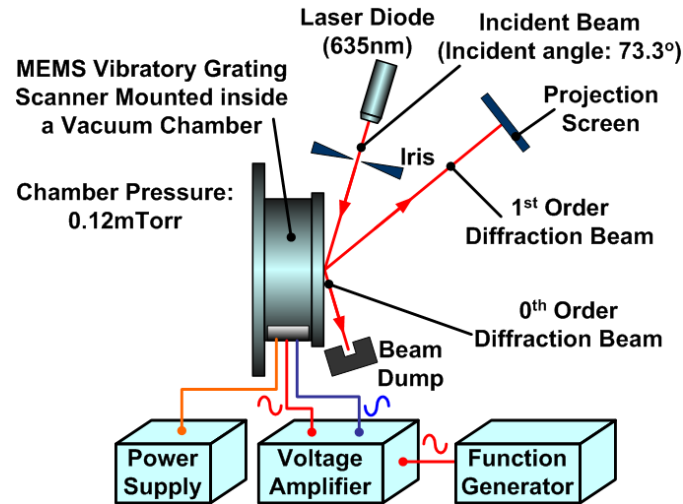 Laser Diode
(635nm)
Incident Beam
(Incident angle: 73.3º)
MEMS Vibratory Grating
Scanner Mounted inside
a Vacuum Chamber
Projection
Screen
Iris
Chamber Pressure:
0.12mTorr
1st Order
Diffraction Beam
0th Order
Diffraction Beam
Beam
Dump
Power
Supply
Voltage
Amplifier
Function
Generator